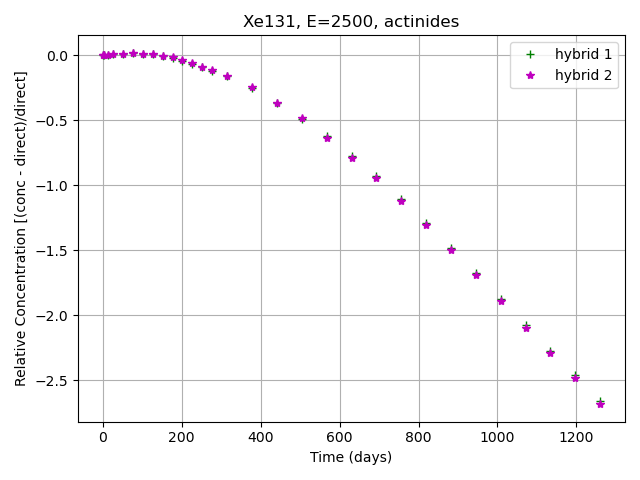 Xe131, E=2500, actinides
hybrid 1
hybrid 2
Relative Concentration [(conc - direct)/direct]
0.0
−0.5
−1.0
−1.5
−2.0
−2.5
0 200 400 600 800 1000 1200
Time (days)